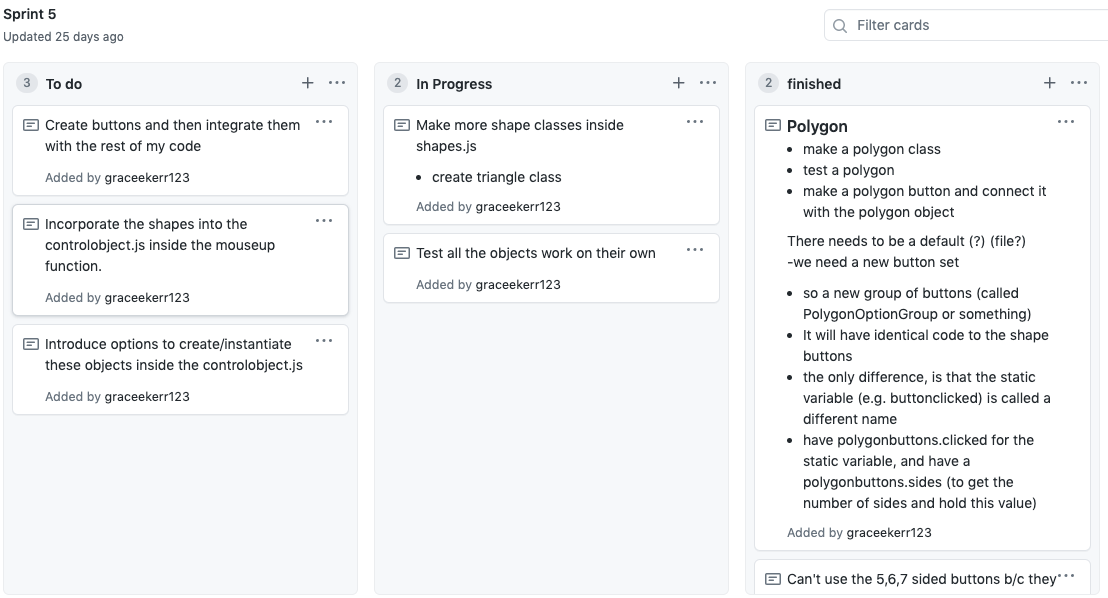 Sprint 5
Updated 25 days ago
Filter cards
3 To do
Create buttons and then integrate them
with the rest of my code
Added by graceekerr123
Incorporate the shapes into the
controlobject.js inside the mouseup
function.
Added by graceekerr123
Introduce options to create/instantiate
these objects inside the controlobject.js
Added by graceekerr123
2 In Progress
Make more shape classes inside
shapes.js
• create triangle class
Added by graceekerr123
Test all the objects work on their own
Added by graceekerr123
2 finished
Polygon
• make a polygon class
• test a polygon
• make a polygon button and connect it
with the polygon object
There needs to be a default (?) (file?)
-we need a new button set
• so a new group of buttons (called
PolygonOptionGroup or something)
• It will have identical code to the shape
buttons
• the only difference, is that the static
variable (e.g. buttonclicked) is called a
different name
• have polygonbuttons.clicked for the
static variable, and have a
polygonbuttons.sides (to get the
number of sides and hold this value)
Added by graceekerr123
Can't use the 5,6,7 sided buttons b/c they